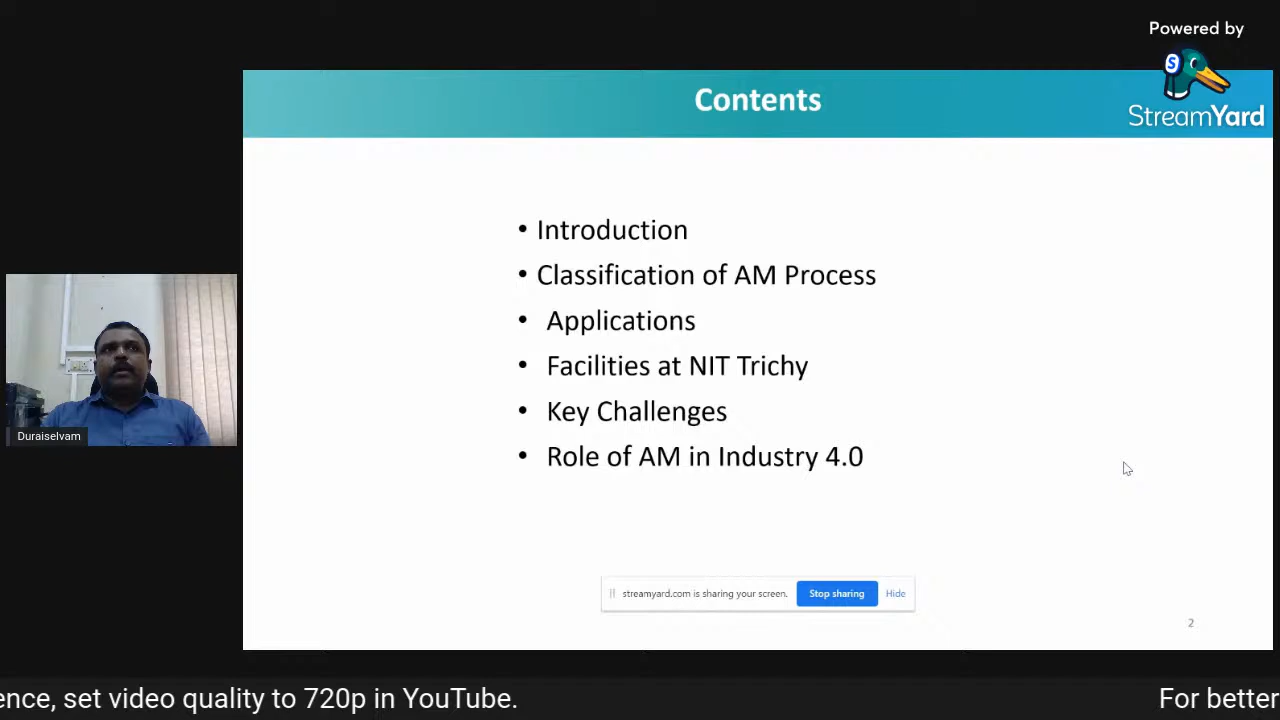 Powered by
StreamYard
Contents
• Introduction
• Classification of AM Process
• Applications
• Facilities at NIT Trichy
• Key Challenges
• Role of AM in Industry 4.0
Duraiselvam
streamyard.com is sharing your screen. Stop sharing Hide
2
ence, set video quality to 720p in YouTube. For better